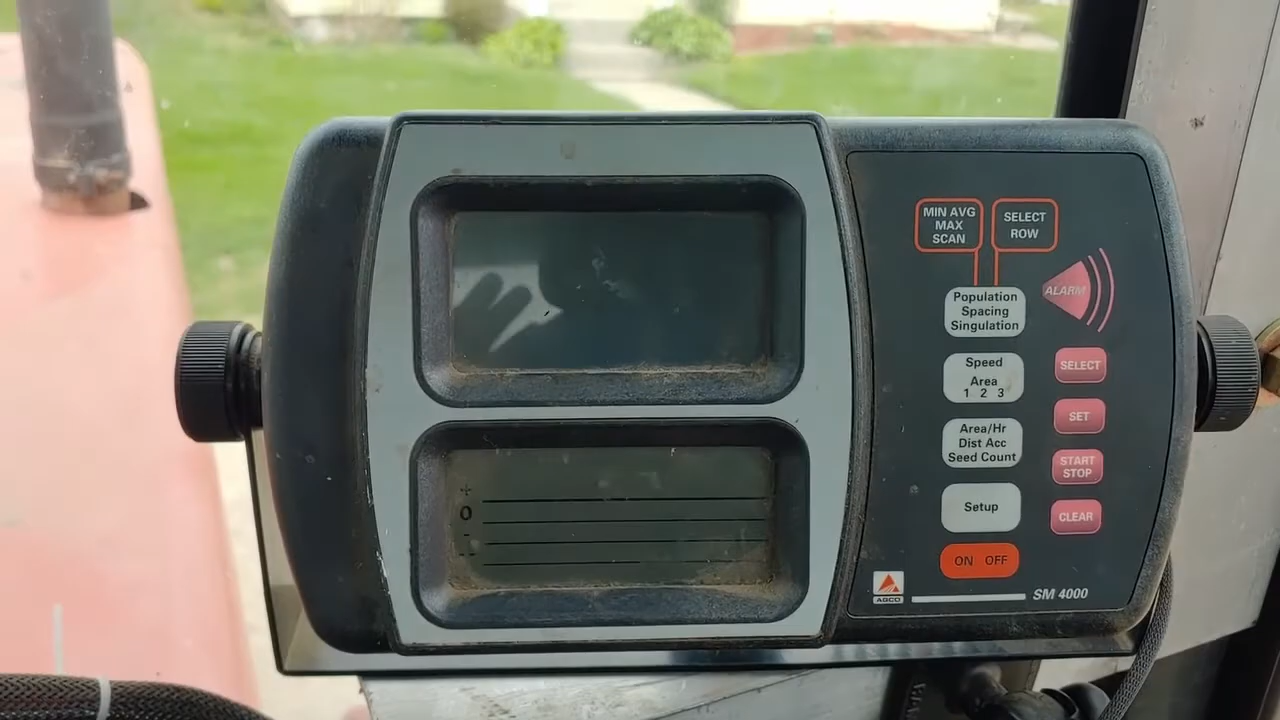 MIN AVG
MAX
SCAN
SELECT
ROW
Population
Spacing
Singulation
ALARM
Speed
Area
1 2 3
SELECT
Area/Hr
Dist Acc
Seed Count
SET
START
STOP
Setup
CLEAR
ON OFF
AGCO
SM 4000
+
0
-